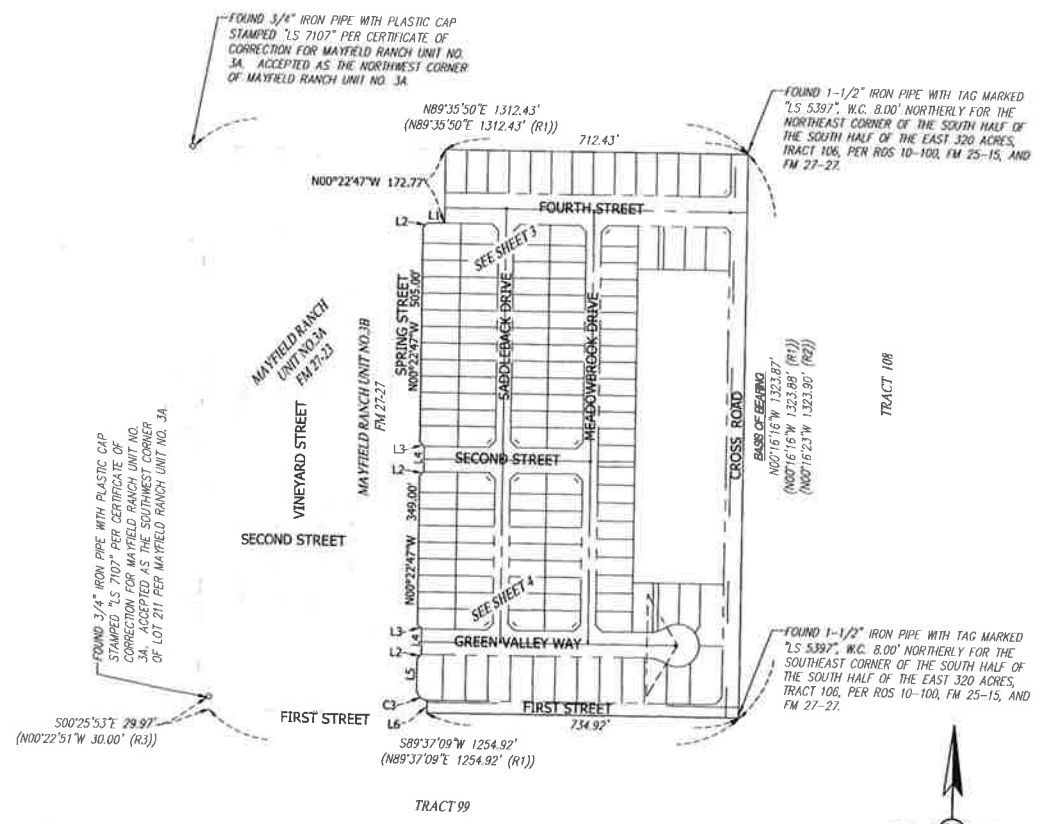 FOUND 3/4" IRON PIPE WITH PLASTIC CAP
STAMPED "LS 7107" PER CERTIFICATE OF
CORRECTION FOR MAYFIELD RANCH UNIT NO.
3A, ACCEPTED AS THE NORTHWEST CORNER
OF MAYFIELD RANCH UNIT NO. 3A
N89°35'50"E 1312.43'
(N89°35'50"E 1312.43' (R1))
712.43'
FOUND 1-1/2" IRON PIPE WITH TAG MARKED
"LS 5397", W.C. 8.00' NORTHERLY FOR THE
NORTHEAST CORNER OF THE SOUTH HALF OF
THE SOUTH HALF OF THE EAST 320 ACRES,
TRACT 106, PER ROS 10-100, FM 25-15, AND
FM 27-27.
N00°22'47"W 172.77'
L2
L1
FOURTH STREET
SEE SHEET 3
SPRING STREET
N00°22'47"W 505.00'
SADDLEBACK DRIVE
MEADOWBROOK DRIVE
MAYFIELD RANCH
UNIT NO.3A
FM 27-23
MAYFIELD RANCH UNIT NO.3B
FM 27-27
CROSS ROAD
BASIS OF BEARING
N00°16'16"W 1323.87'
(N00°16'16"W 1323.88' (R1))
(N00°16'23"W 1323.90' (R2))
TRACT 108
VINEYARD STREET
L3
L4
L2
SECOND STREET
SECOND STREET
N00°22'47"W 349.00'
SEE SHEET 4
L3
L4
L2
GREEN VALLEY WAY
L5
FOUND 3/4" IRON PIPE WITH PLASTIC CAP
STAMPED "LS 7107" PER CERTIFICATE OF
CORRECTION FOR MAYFIELD RANCH UNIT NO.
3A, ACCEPTED AS THE SOUTHWEST CORNER
OF LOT 211 PER MAYFIELD RANCH UNIT NO. 3A.
FOUND 1-1/2" IRON PIPE WITH TAG MARKED
"LS 5397", W.C. 8.00' NORTHERLY FOR THE
SOUTHEAST CORNER OF THE SOUTH HALF OF
THE SOUTH HALF OF THE EAST 320 ACRES,
TRACT 106, PER ROS 10-100, FM 25-15, AND
FM 27-27.
C3
L6
FIRST STREET
FIRST STREET
734.92'
S00°25'53"E 29.97'
(N00°22'51"W 30.00' (R3))
S89°37'09"W 1254.92'
(N89°37'09"E 1254.92' (R1))
TRACT 99